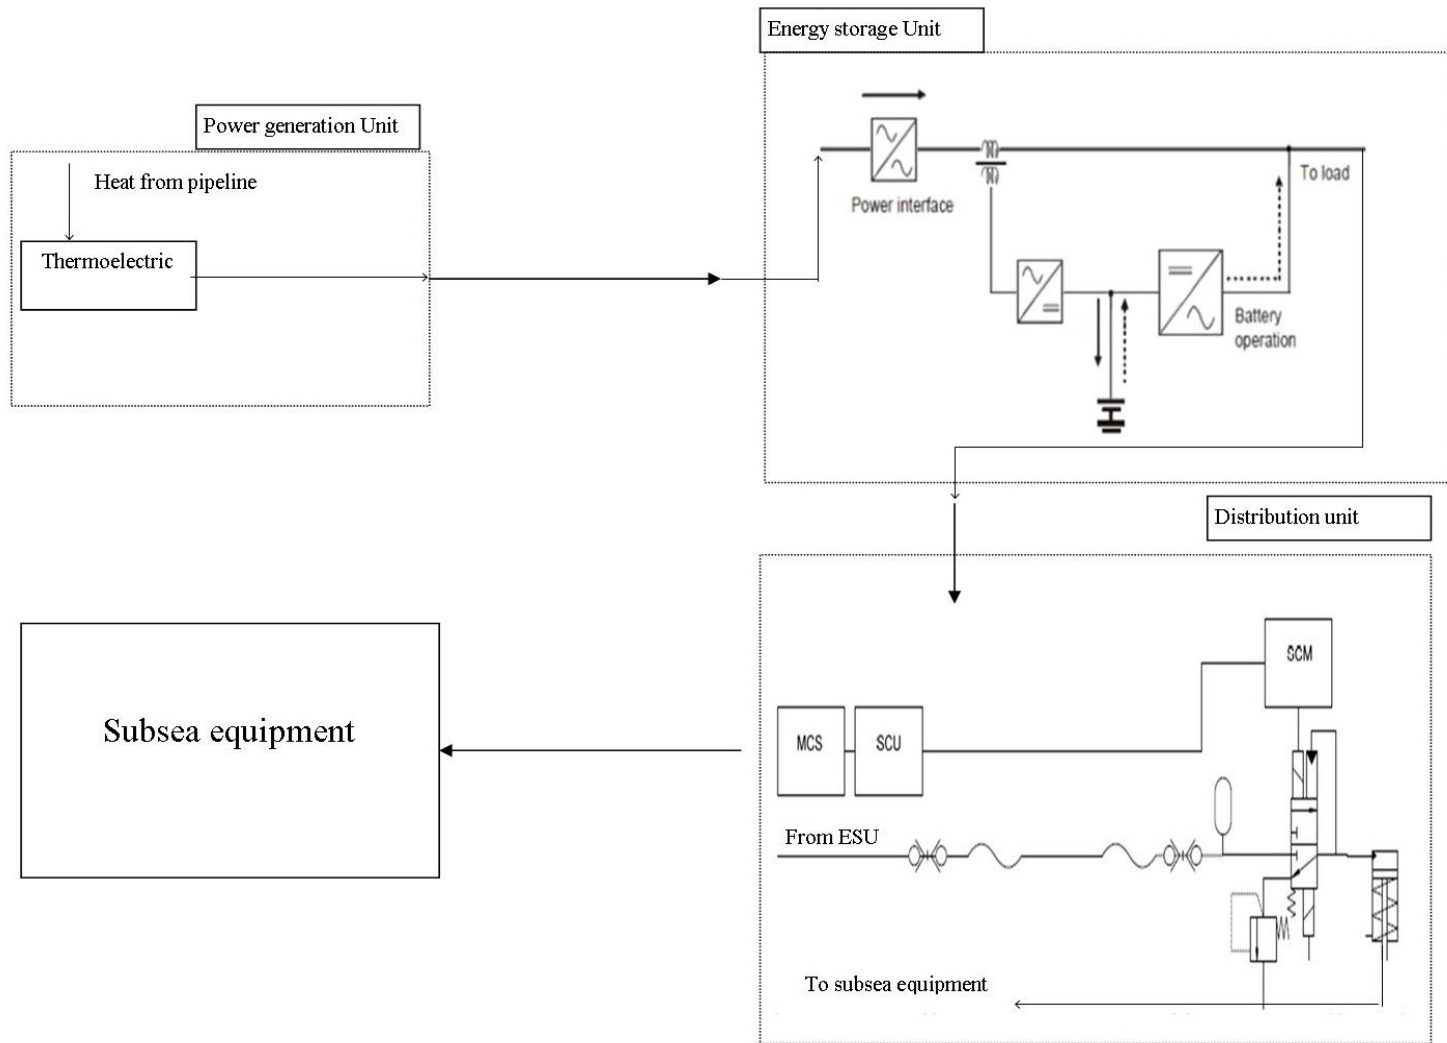 Energy storage Unit
Power generation Unit
Heat from pipeline
Thermoelectric
Power interface
To load
Battery
operation
Distribution unit
SCM
MCS
SCU
Subsea equipment
From ESU
To subsea equipment